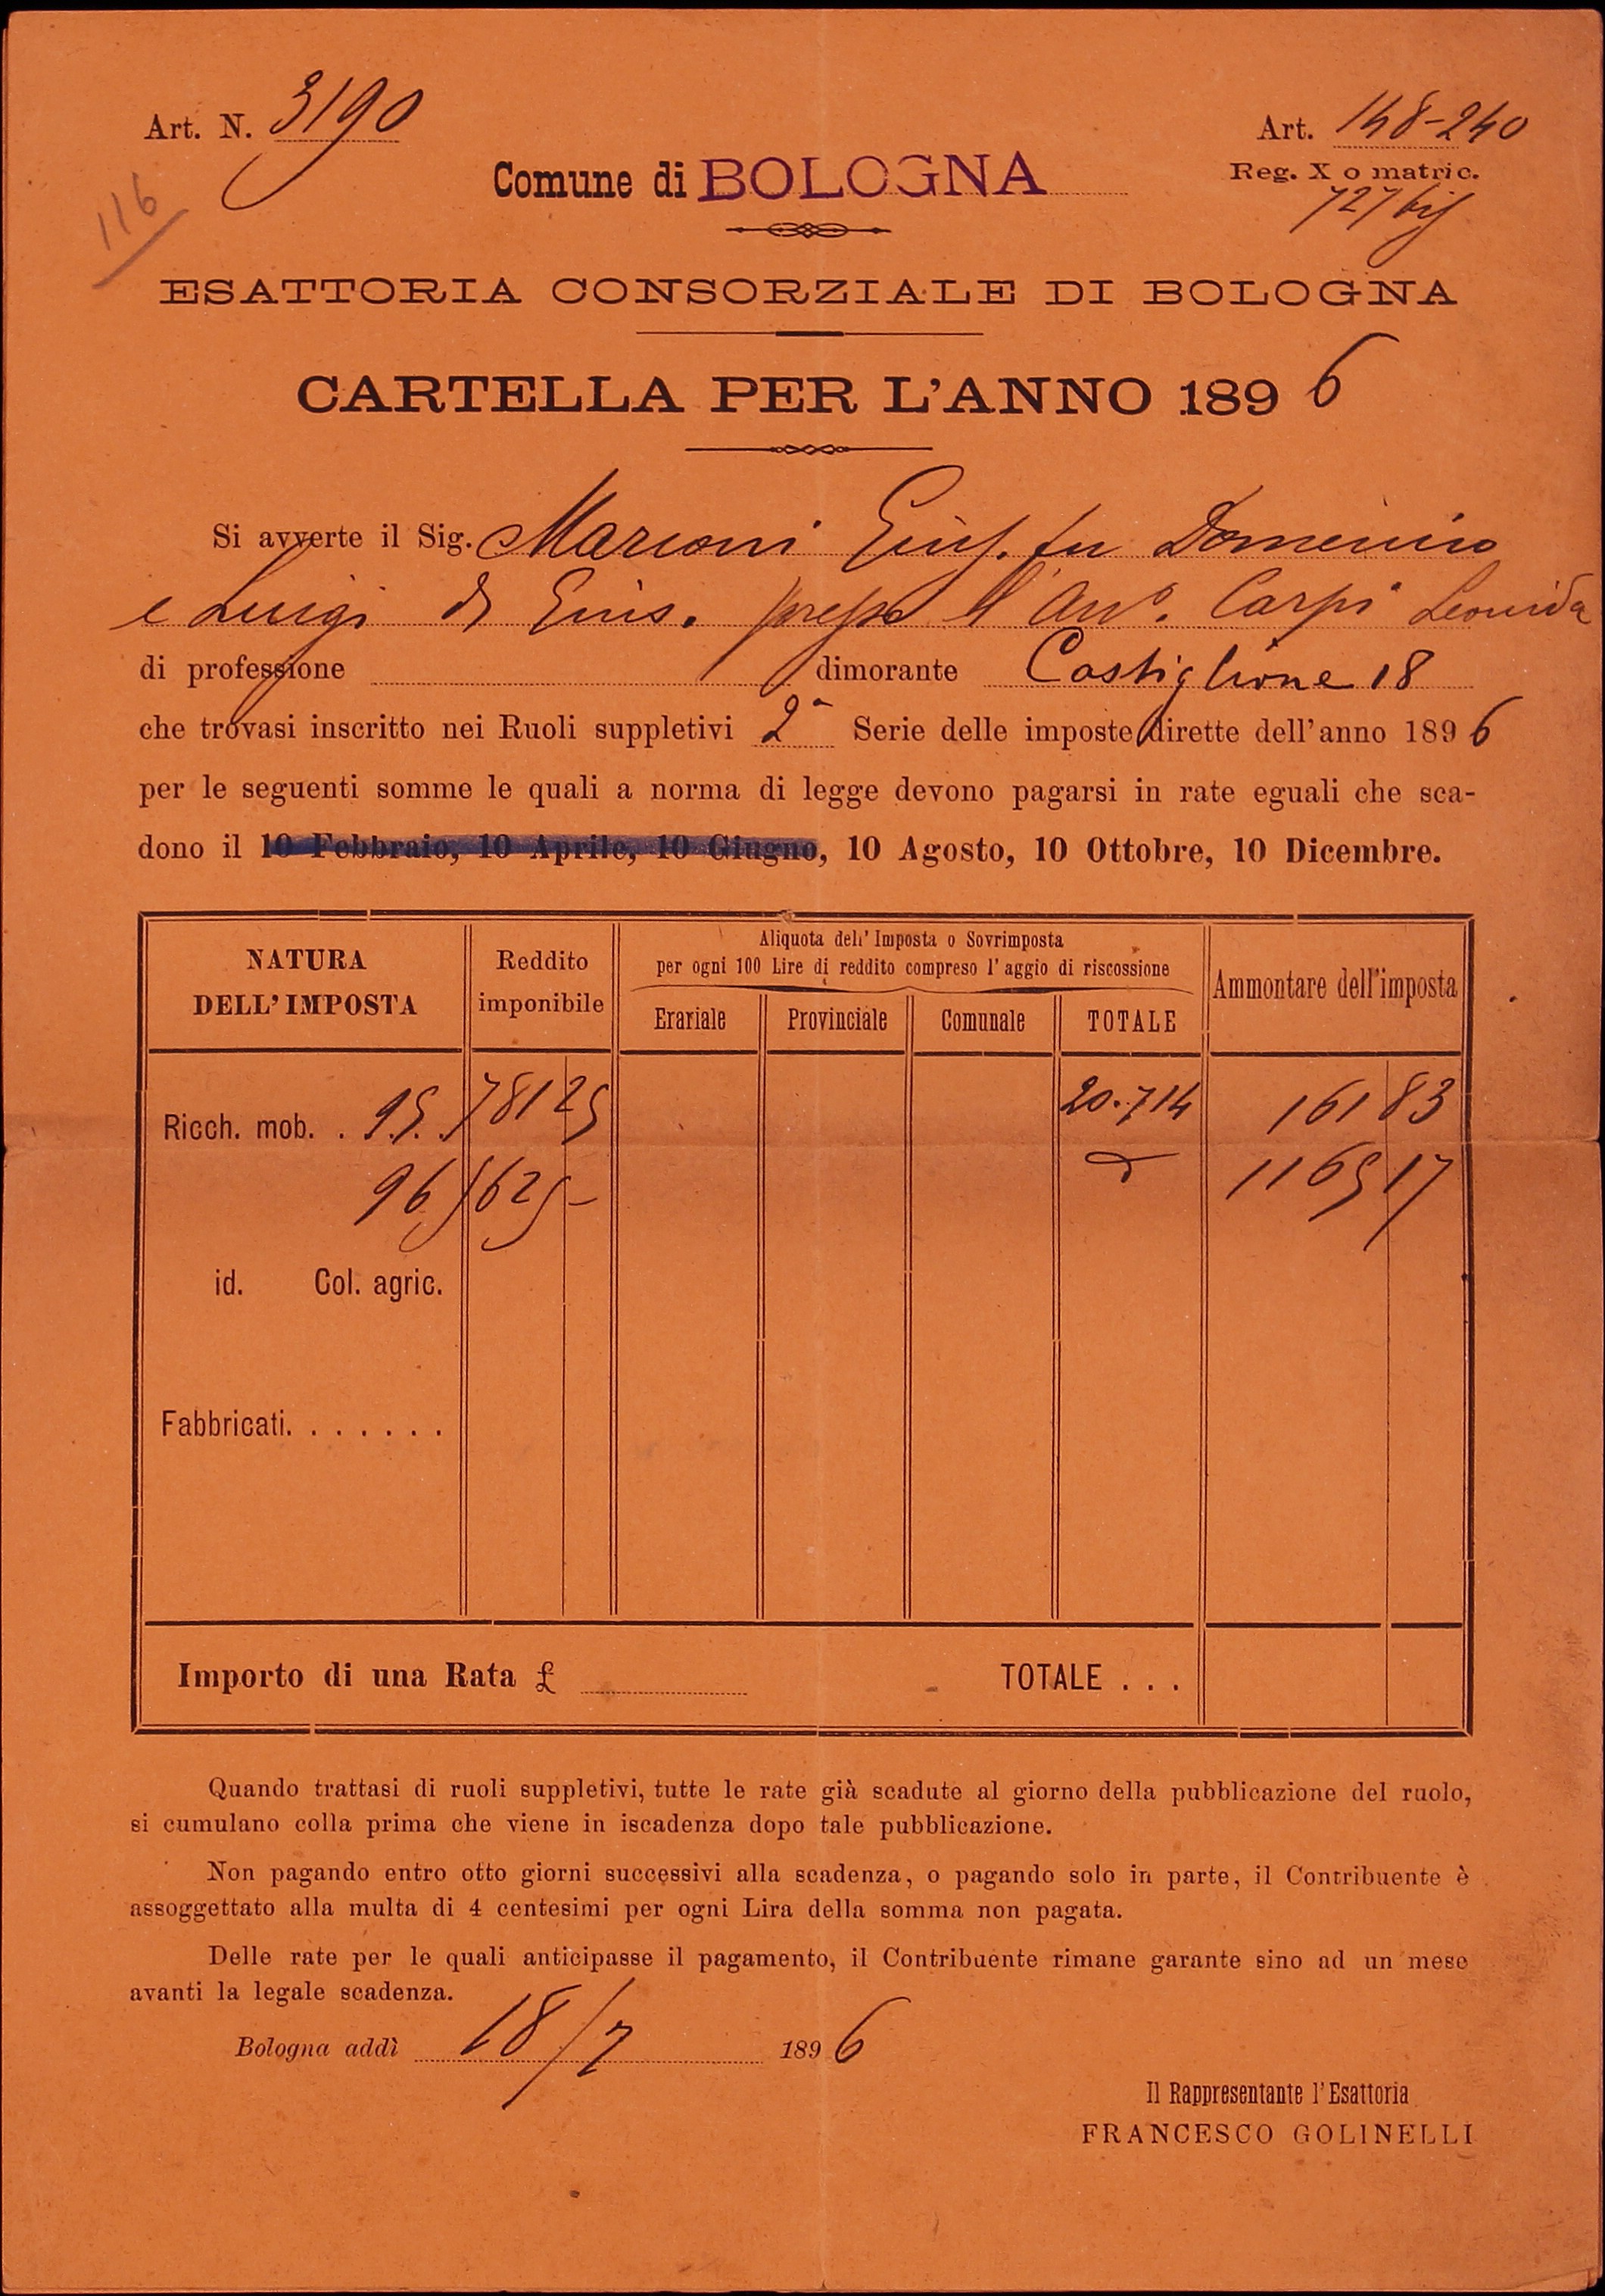 Art. N. 3190
Art. 148-240
Comune di BOLOGNA
Reg. X o matric.
727 bis
116
ESATTORIA CONSORZIALE DI BOLOGNA
CARTELLA PER L'ANNO 1896
Si avverte il Sig. Marconi Gius. fu Domenico
e Luigi di Gius. presso l'Avv.° Carpi Leonida
di professione dimorante Castiglione 18
che trovasi inscritto nei Ruoli suppletivi 2ª Serie delle imposte dirette dell'anno 1896
per le seguenti somme le quali a norma di legge devono pagarsi in rate eguali che sca-
dono il 10 Febbraio, 10 Aprile, 10 Giugno, 10 Agosto, 10 Ottobre, 10 Dicembre.
NATURA
DELL'IMPOSTA
Reddito
imponibile
Aliquota dell'Imposta o Sovrimposta
per ogni 100 Lire di reddito compreso l'aggio di riscossione
Erariale Provinciale Comunale TOTALE
Ammontare dell'imposta
Ricch. mob. . 95. 781 25 20.714 161 83
96 5625 - 1165 17
id. Col. agric.
Fabbricati. . . . . . .
Importo di una Rata £ TOTALE . . .
Quando trattasi di ruoli suppletivi, tutte le rate già scadute al giorno della pubblicazione del ruolo,
si cumulano colla prima che viene in iscadenza dopo tale pubblicazione.
Non pagando entro otto giorni successivi alla scadenza, o pagando solo in parte, il Contribuente è
assoggettato alla multa di 4 centesimi per ogni Lira della somma non pagata.
Delle rate per le quali anticipasse il pagamento, il Contribuente rimane garante sino ad un mese
avanti la legale scadenza.
Bologna addì 18/7 1896
Il Rappresentante l'Esattoria
FRANCESCO GOLINELLI